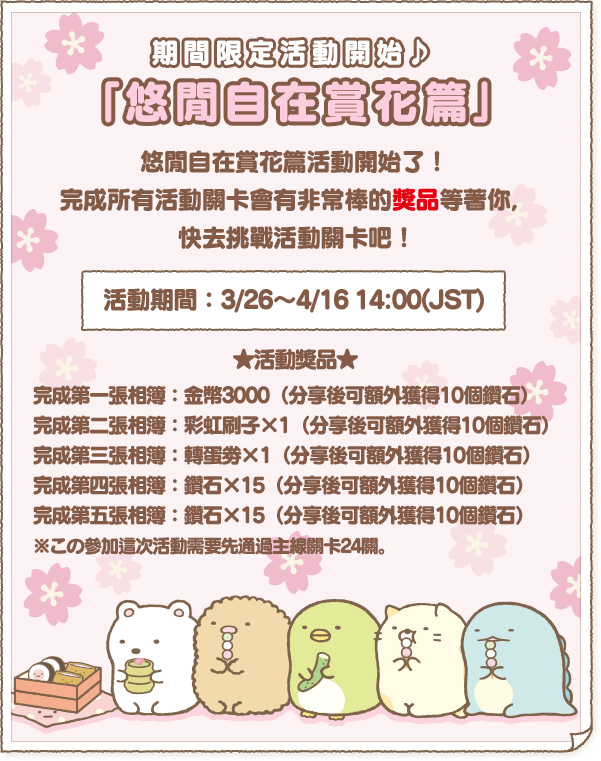 期間限定活動開始♪
「悠閒自在賞花篇」
悠閒自在賞花篇活動開始了！
完成所有活動關卡會有非常棒的獎品等著你,
快去挑戰活動關卡吧！
活動期間：3/26～4/16 14:00(JST)
★活動獎品★
完成第一張相簿：金幣3000（分享後可額外獲得10個鑽石）
完成第二張相簿：彩虹刷子×1（分享後可額外獲得10個鑽石）
完成第三張相簿：轉蛋劵×1（分享後可額外獲得10個鑽石）
完成第四張相簿：鑽石×15（分享後可額外獲得10個鑽石）
完成第五張相簿：鑽石×15（分享後可額外獲得10個鑽石）
※この参加這次活動需要先通過主線關卡24關。